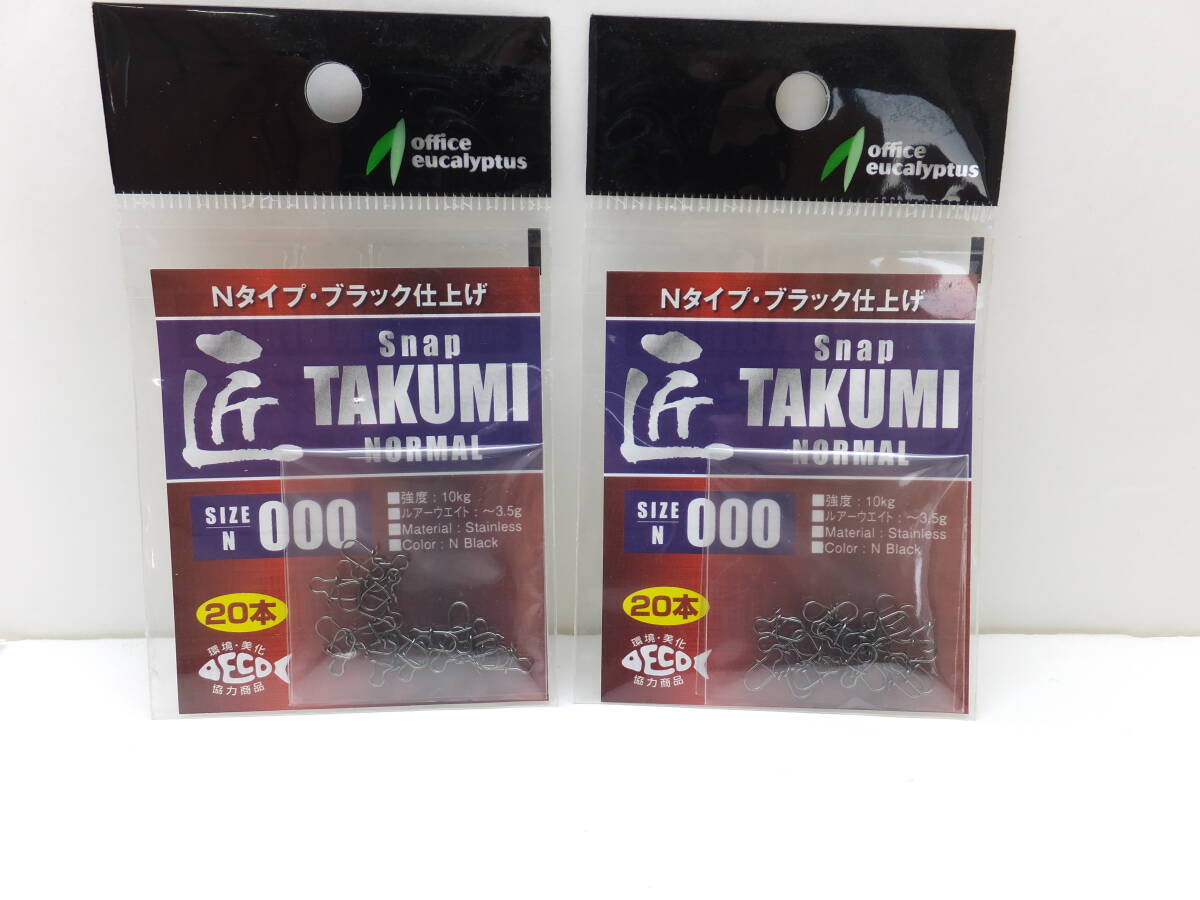 office
eucalyptus
Nタイプ・ブラック仕上げ
匠
Snap
TAKUMI
NORMAL
SIZE
N
000
■強度：10kg
■ルアーウエイト：～3.5g
■Material：Stainless
■Color：N Black
20本
環境・美化
ECO
協力商品
office
eucalyptus
Nタイプ・ブラック仕上げ
匠
Snap
TAKUMI
NORMAL
SIZE
N
000
■強度：10kg
■ルアーウエイト：～3.5g
■Material：Stainless
■Color：N Black
20本
環境・美化
ECO
協力商品